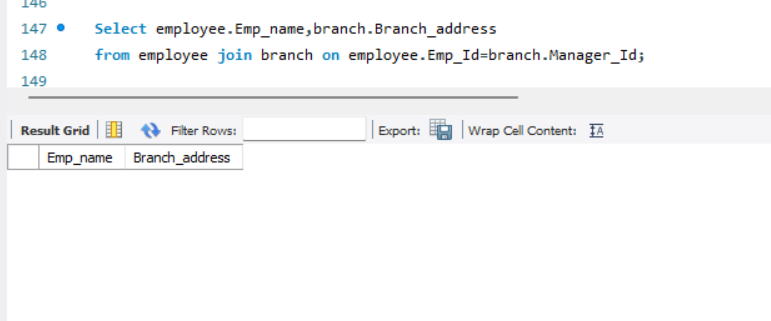 146
147 Select employee.Emp_name,branch.Branch_address
148 from employee join branch on employee.Emp_Id=branch.Manager_Id;
149
Result Grid Filter Rows: Export: Wrap Cell Content: IA
Emp_name Branch_address